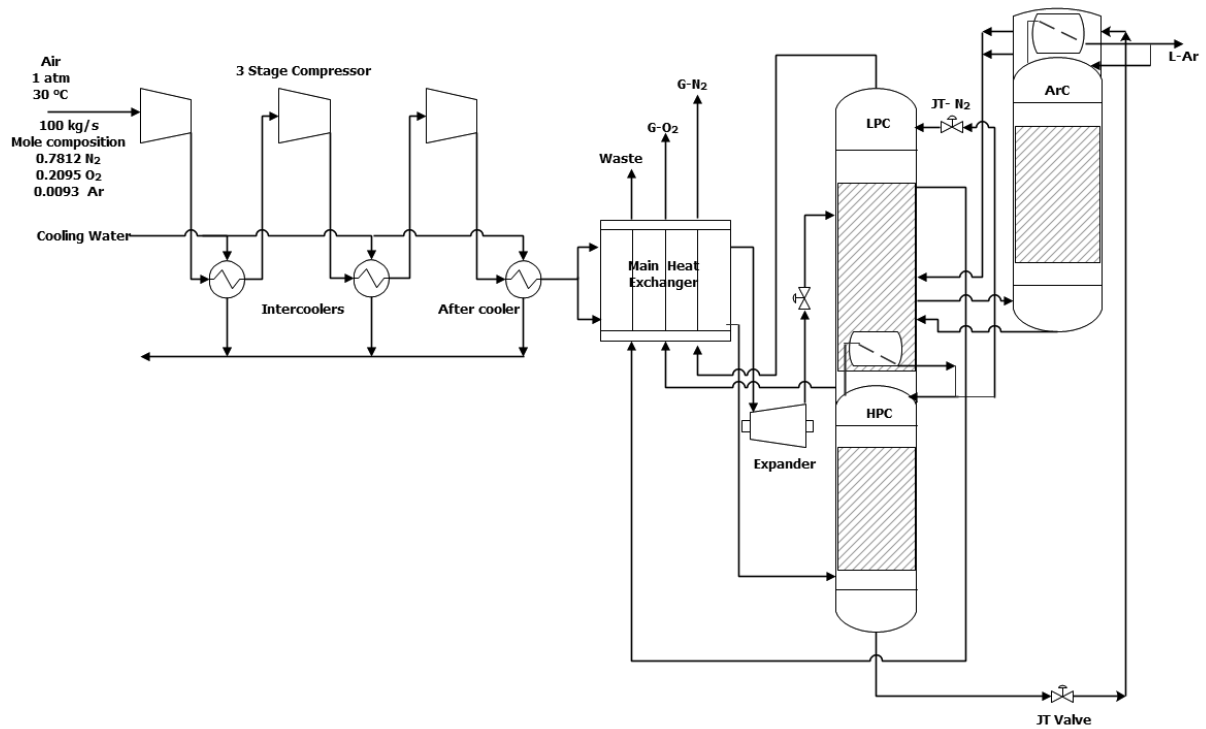 Air
1 atm
30 ºC
100 kg/s
Mole composition
0.7812 N₂
0.2095 O₂
0.0093 Ar
3 Stage Compressor
Cooling Water
Intercoolers
After cooler
Waste
G-O₂
G-N₂
Main Heat
Exchanger
Expander
LPC
HPC
JT- N₂
ArC
L-Ar
JT Valve